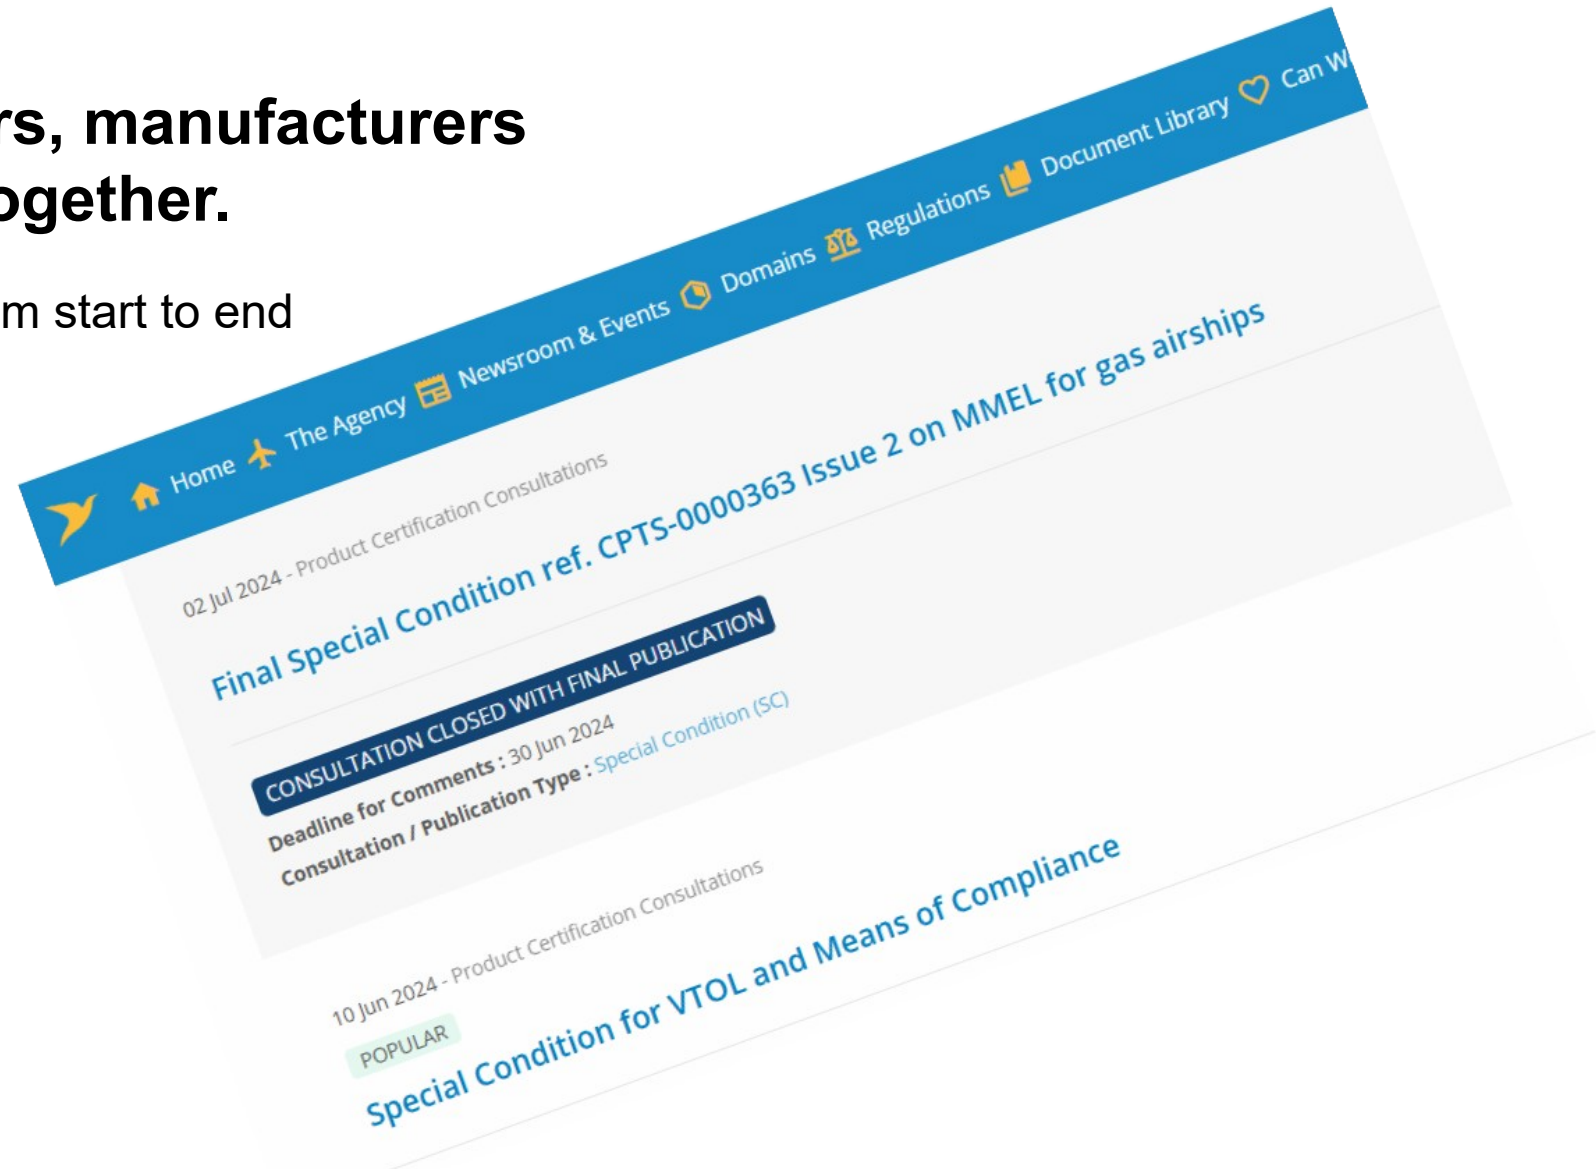 rs, manufacturers
ogether.
m start to end
Home The Agency Newsroom & Events Domains Regulations Document Library Can W
02 Jul 2024 - Product Certification Consultations
Final Special Condition ref. CPTS-0000363 Issue 2 on MMEL for gas airships
CONSULTATION CLOSED WITH FINAL PUBLICATION
Deadline for Comments : 30 Jun 2024
Consultation / Publication Type : Special Condition (SC)
10 Jun 2024 - Product Certification Consultations
POPULAR
Special Condition for VTOL and Means of Compliance